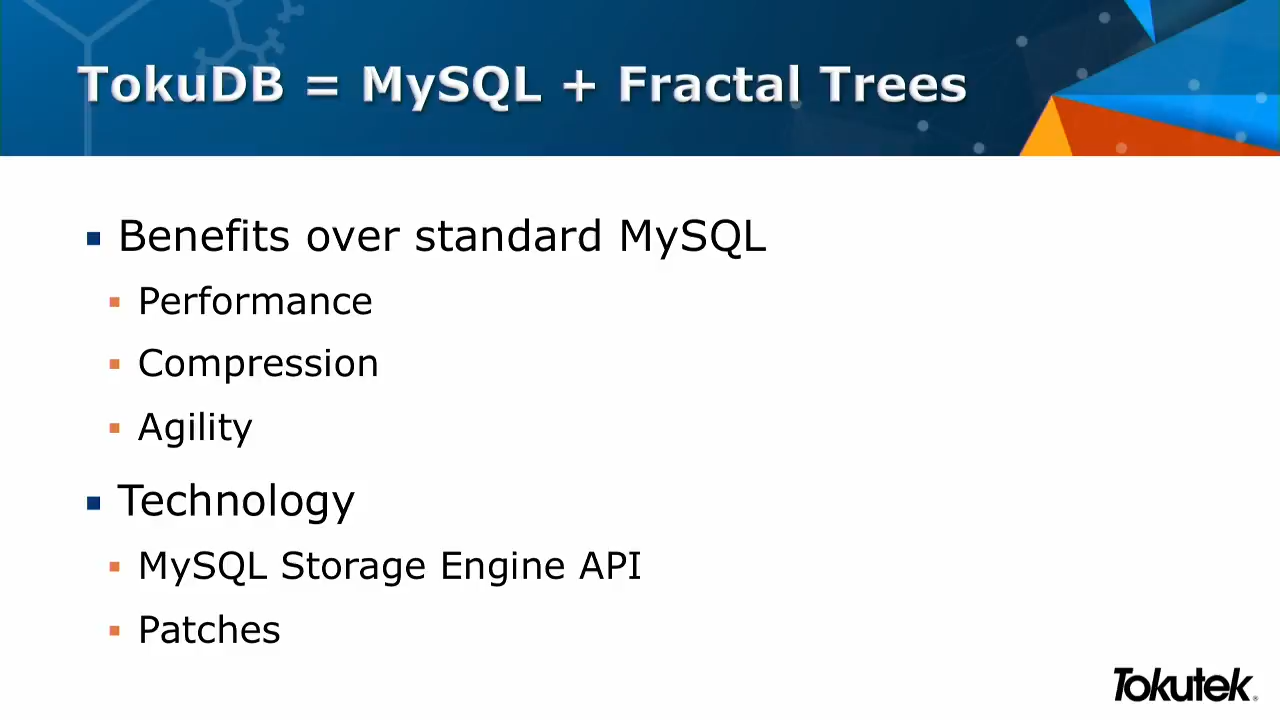 TokuDB = MySQL + Fractal Trees
Benefits over standard MySQL
Performance
Compression
Agility
Technology
MySQL Storage Engine API
Patches
Tokutek®